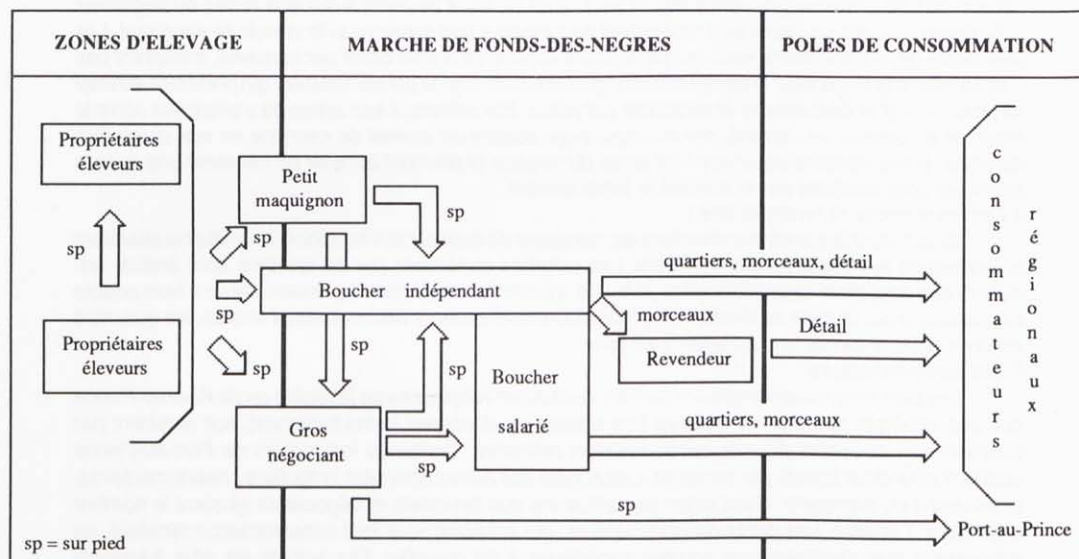 ZONES D'ELEVAGE
MARCHE DE FONDS-DES-NEGRES
POLES DE CONSOMMATION
Propriétaires
éleveurs
sp
Propriétaires
éleveurs
sp
sp
sp
Petit
maquignon
sp
Boucher indépendant
sp
sp
Gros
négociant
sp
Boucher
salarié
quartiers, morceaux, détail
morceaux
Revendeur
Détail
quartiers, morceaux
sp
consommateurs
régionaux
Port-au-Prince
sp = sur pied